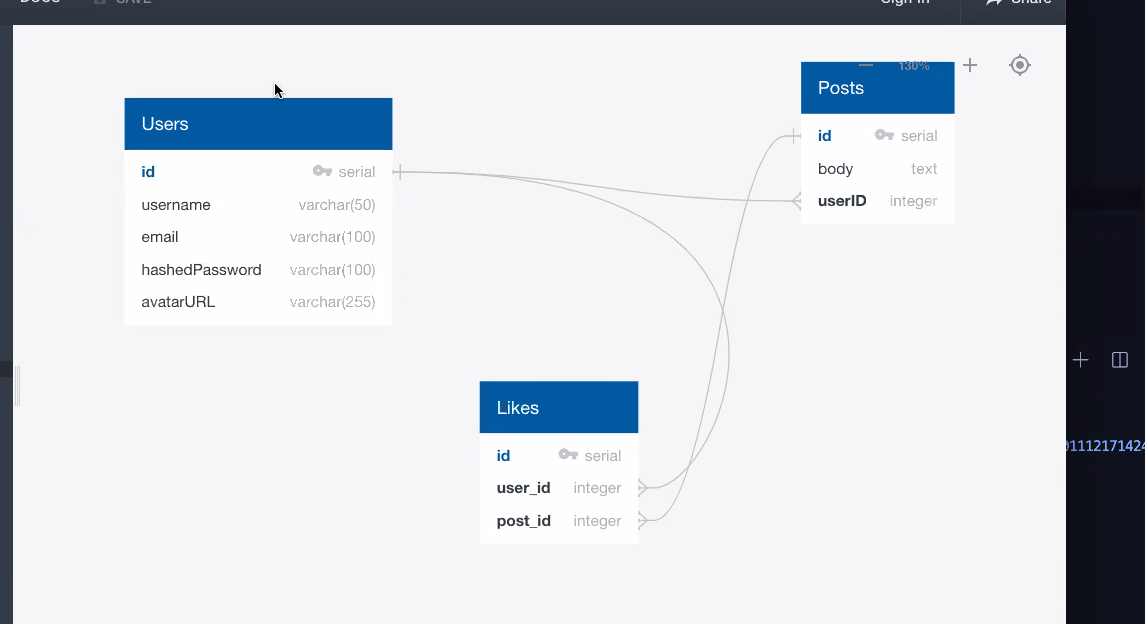 SAVE
Sign In
Share
130%
Users
id serial
username varchar(50)
email varchar(100)
hashedPassword varchar(100)
avatarURL varchar(255)
Posts
id serial
body text
userID integer
Likes
id serial
user_id integer
post_id integer